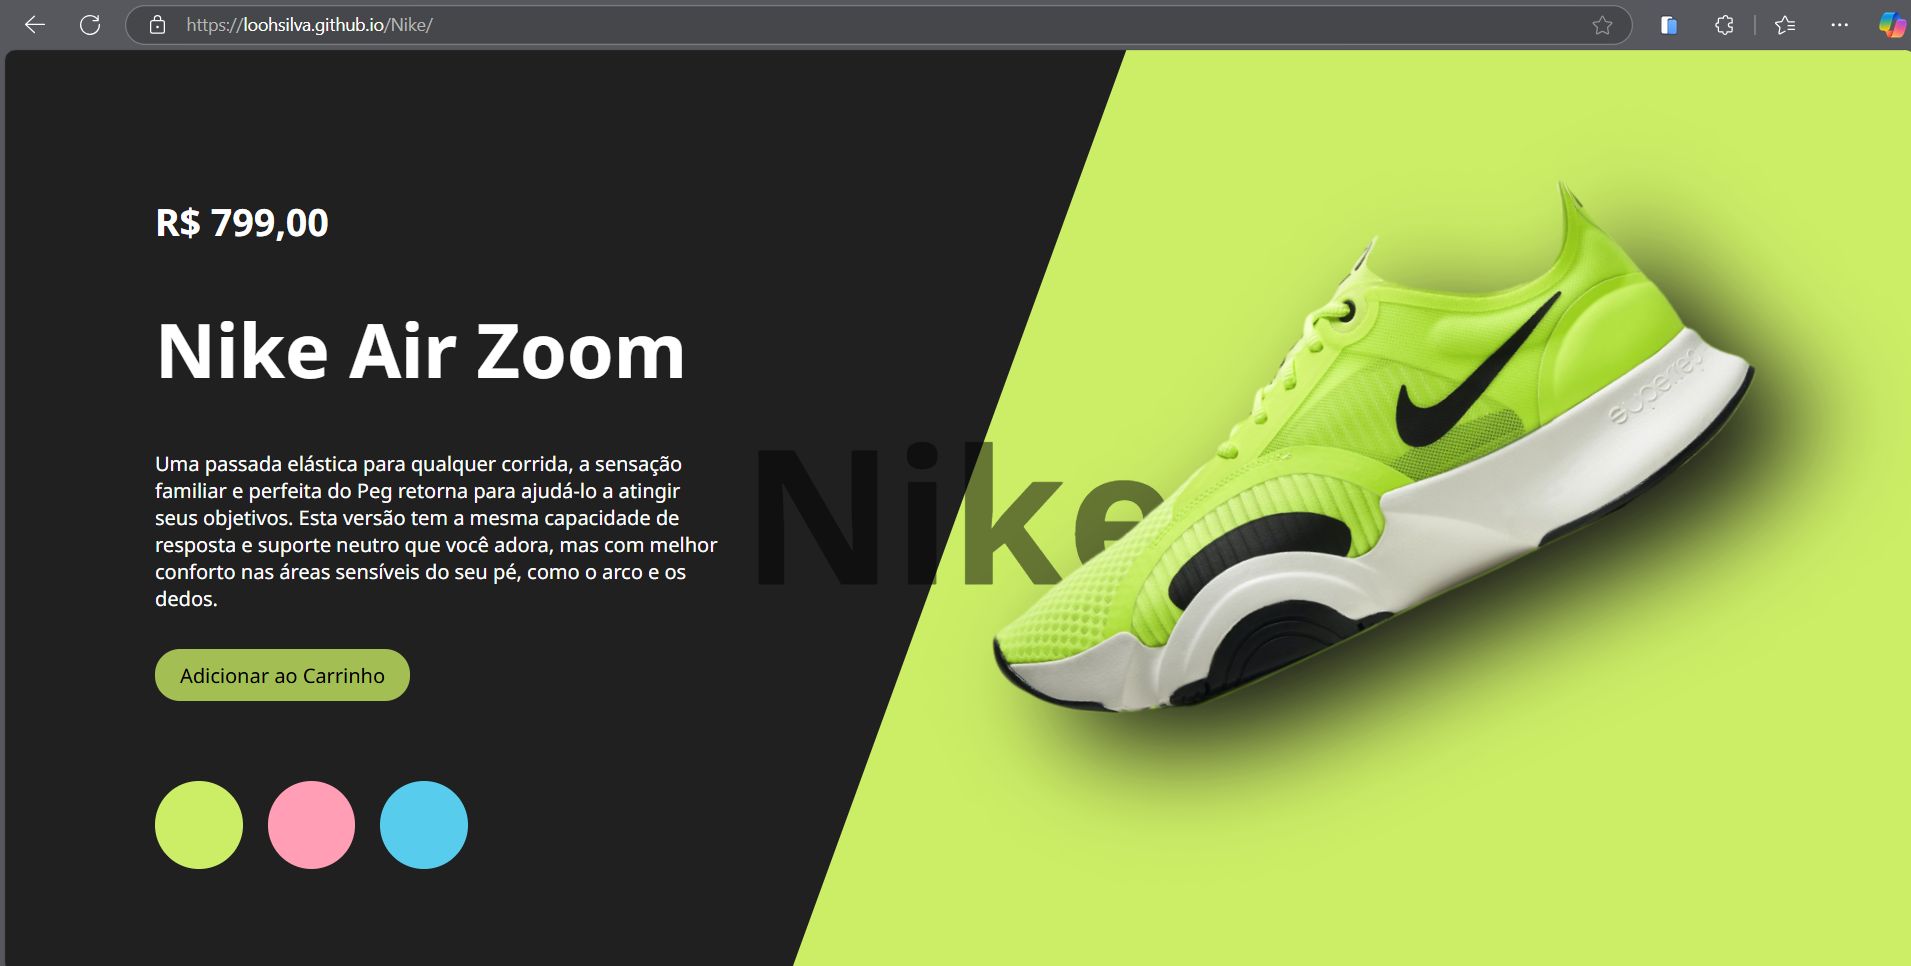 https://loohsilva.github.io/Nike/
R$ 799,00
Nike Air Zoom
Uma passada elástica para qualquer corrida, a sensação
familiar e perfeita do Peg retorna para ajudá-lo a atingir
seus objetivos. Esta versão tem a mesma capacidade de
resposta e suporte neutro que você adora, mas com melhor
conforto nas áreas sensíveis do seu pé, como o arco e os
dedos.
Adicionar ao Carrinho
Nike
superrep